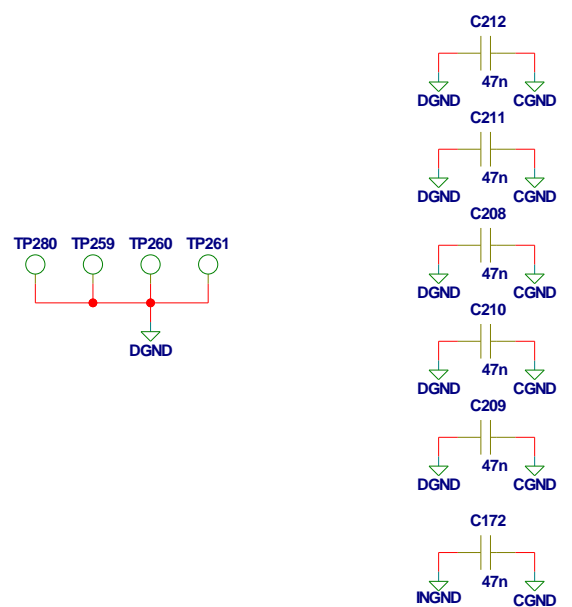 C212
47n
DGND CGND
C211
47n
DGND CGND
C208
47n
DGND CGND
C210
47n
DGND CGND
C209
47n
DGND CGND
C172
47n
INGND CGND
TP280 TP259 TP260 TP261
DGND